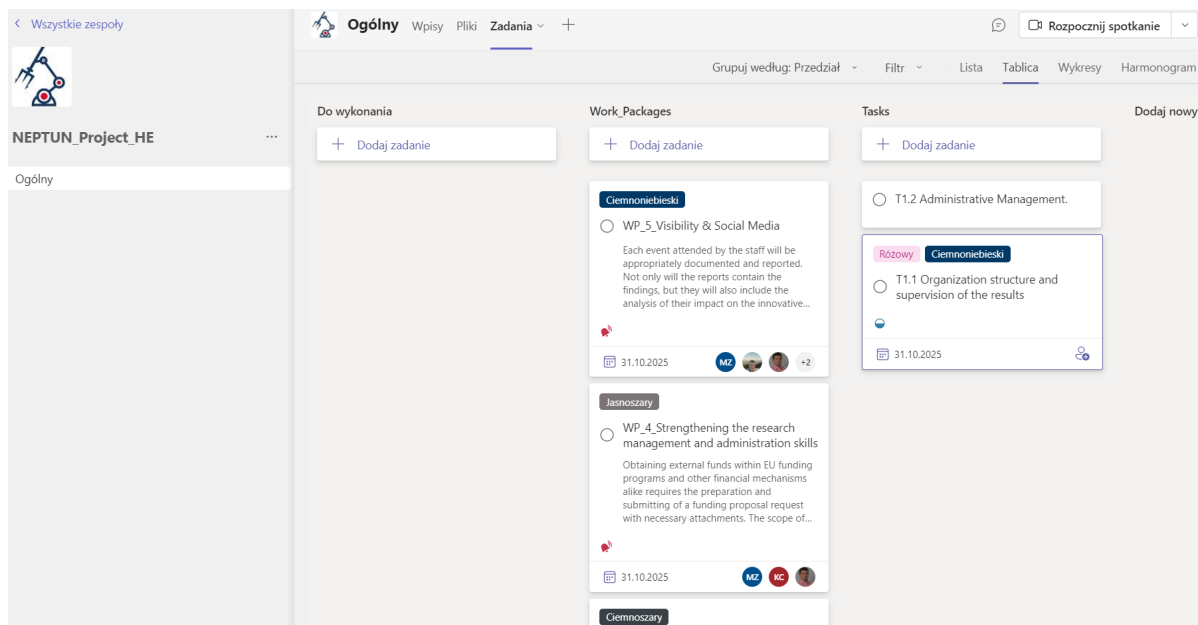 Wszystkie zespoły
NEPTUN_Project_HE
Ogólny
Ogólny Wpisy Pliki Zadania
Rozpocznij spotkanie
Grupuj według: Przedział Filtr Lista Tablica Wykresy Harmonogram
Do wykonania
Dodaj zadanie
Work_Packages
Dodaj zadanie
Ciemnoniebieski
WP_5_Visibility & Social Media
Each event attended by the staff will be
appropriately documented and reported.
Not only will the reports contain the
findings, but they will also include the
analysis of their impact on the innovative...
31.10.2025 MZ +2
Jasnoszary
WP_4_Strengthening the research
management and administration skills
Obtaining external funds within EU funding
programs and other financial mechanisms
alike requires the preparation and
submitting of a funding proposal request
with necessary attachments. The scope of...
31.10.2025 MZ KC
Ciemnoszary
Tasks
Dodaj zadanie
T1.2 Administrative Management.
Różowy Ciemnoniebieski
T1.1 Organization structure and
supervision of the results
31.10.2025
Dodaj nowy